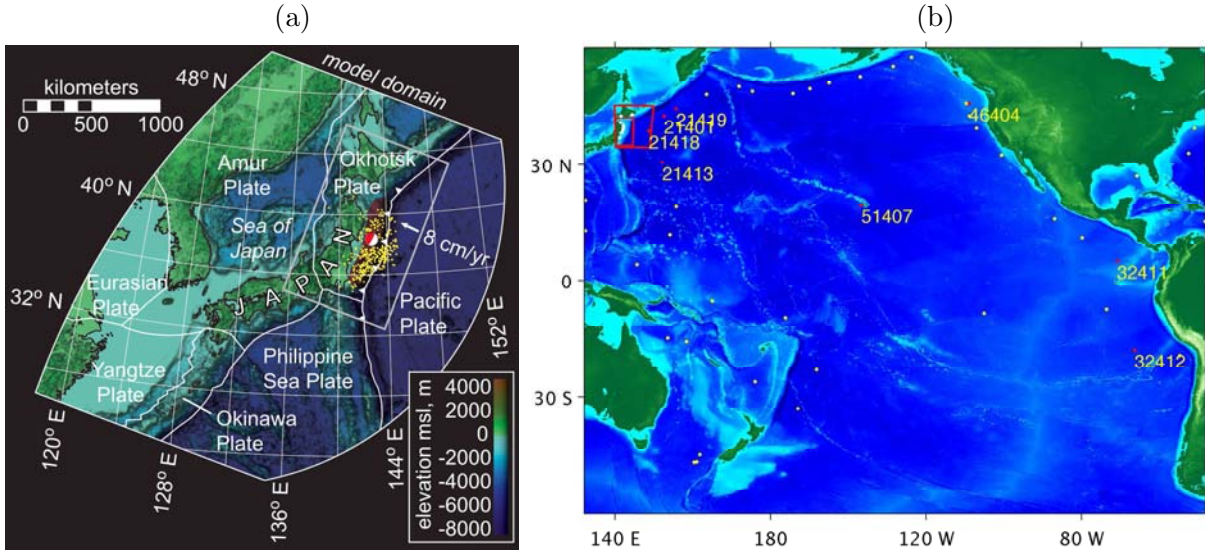 (a)
(b)
kilometers
0 500 1000
48° N
40° N
32° N
model domain
Amur
Plate
Okhotsk
Plate
Sea of
Japan
JAPAN
8 cm/yr
Eurasian
Plate
Pacific
Plate
Yangtze
Plate
Philippine
Sea Plate
Okinawa
Plate
120° E
128° E
136° E
144° E
152° E
elevation msl, m
4000
2000
0
-2000
-4000
-6000
-8000
21419
21401
21418
21413
46404
51407
32411
32412
30 N
0
30 S
140 E
180
120 W
80 W